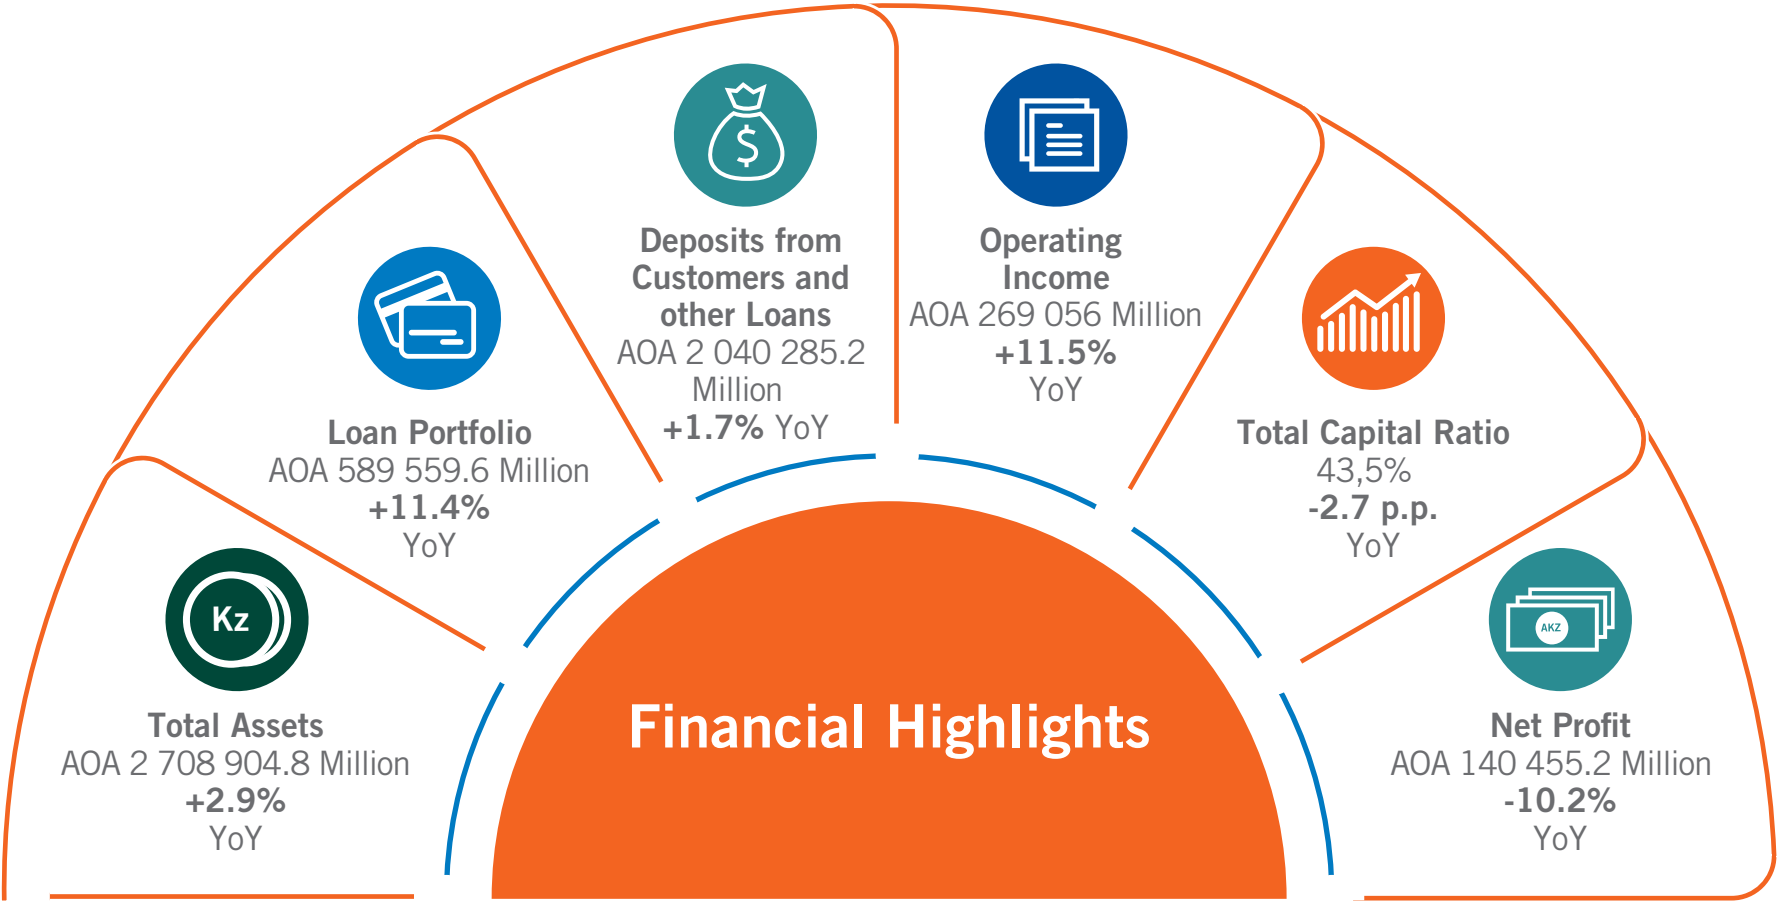 Kz
Total Assets
AOA 2 708 904.8 Million
+2.9%
YoY
Loan Portfolio
AOA 589 559.6 Million
+11.4%
YoY
$
Deposits from
Customers and
other Loans
AOA 2 040 285.2
Million
+1.7% YoY
Operating
Income
AOA 269 056 Million
+11.5%
YoY
Total Capital Ratio
43,5%
-2.7 p.p.
YoY
AKZ
Net Profit
AOA 140 455.2 Million
-10.2%
YoY
Financial Highlights